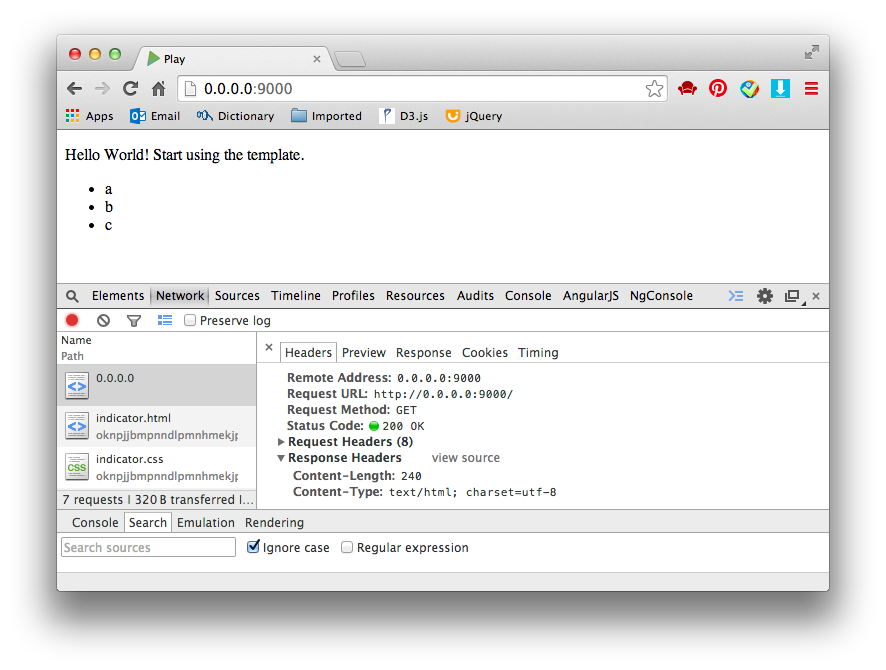 Play
0.0.0.0:9000
Apps Email Dictionary Imported D3.js jQuery
Hello World! Start using the template.
a
b
c
Elements Network Sources Timeline Profiles Resources Audits Console AngularJS NgConsole
Preserve log
Name
Path
0.0.0.0
indicator.html
oknpjjbmpnndlpmnhmekjp
indicator.css
oknpjjbmpnndlpmnhmekjp
CSS
7 requests | 320 B transferred | ...
Headers Preview Response Cookies Timing
Remote Address: 0.0.0.0:9000
Request URL: http://0.0.0.0:9000/
Request Method: GET
Status Code: 200 OK
Request Headers (8)
Response Headers view source
Content-Length: 240
Content-Type: text/html; charset=utf-8
Console Search Emulation Rendering
Search sources Ignore case Regular expression